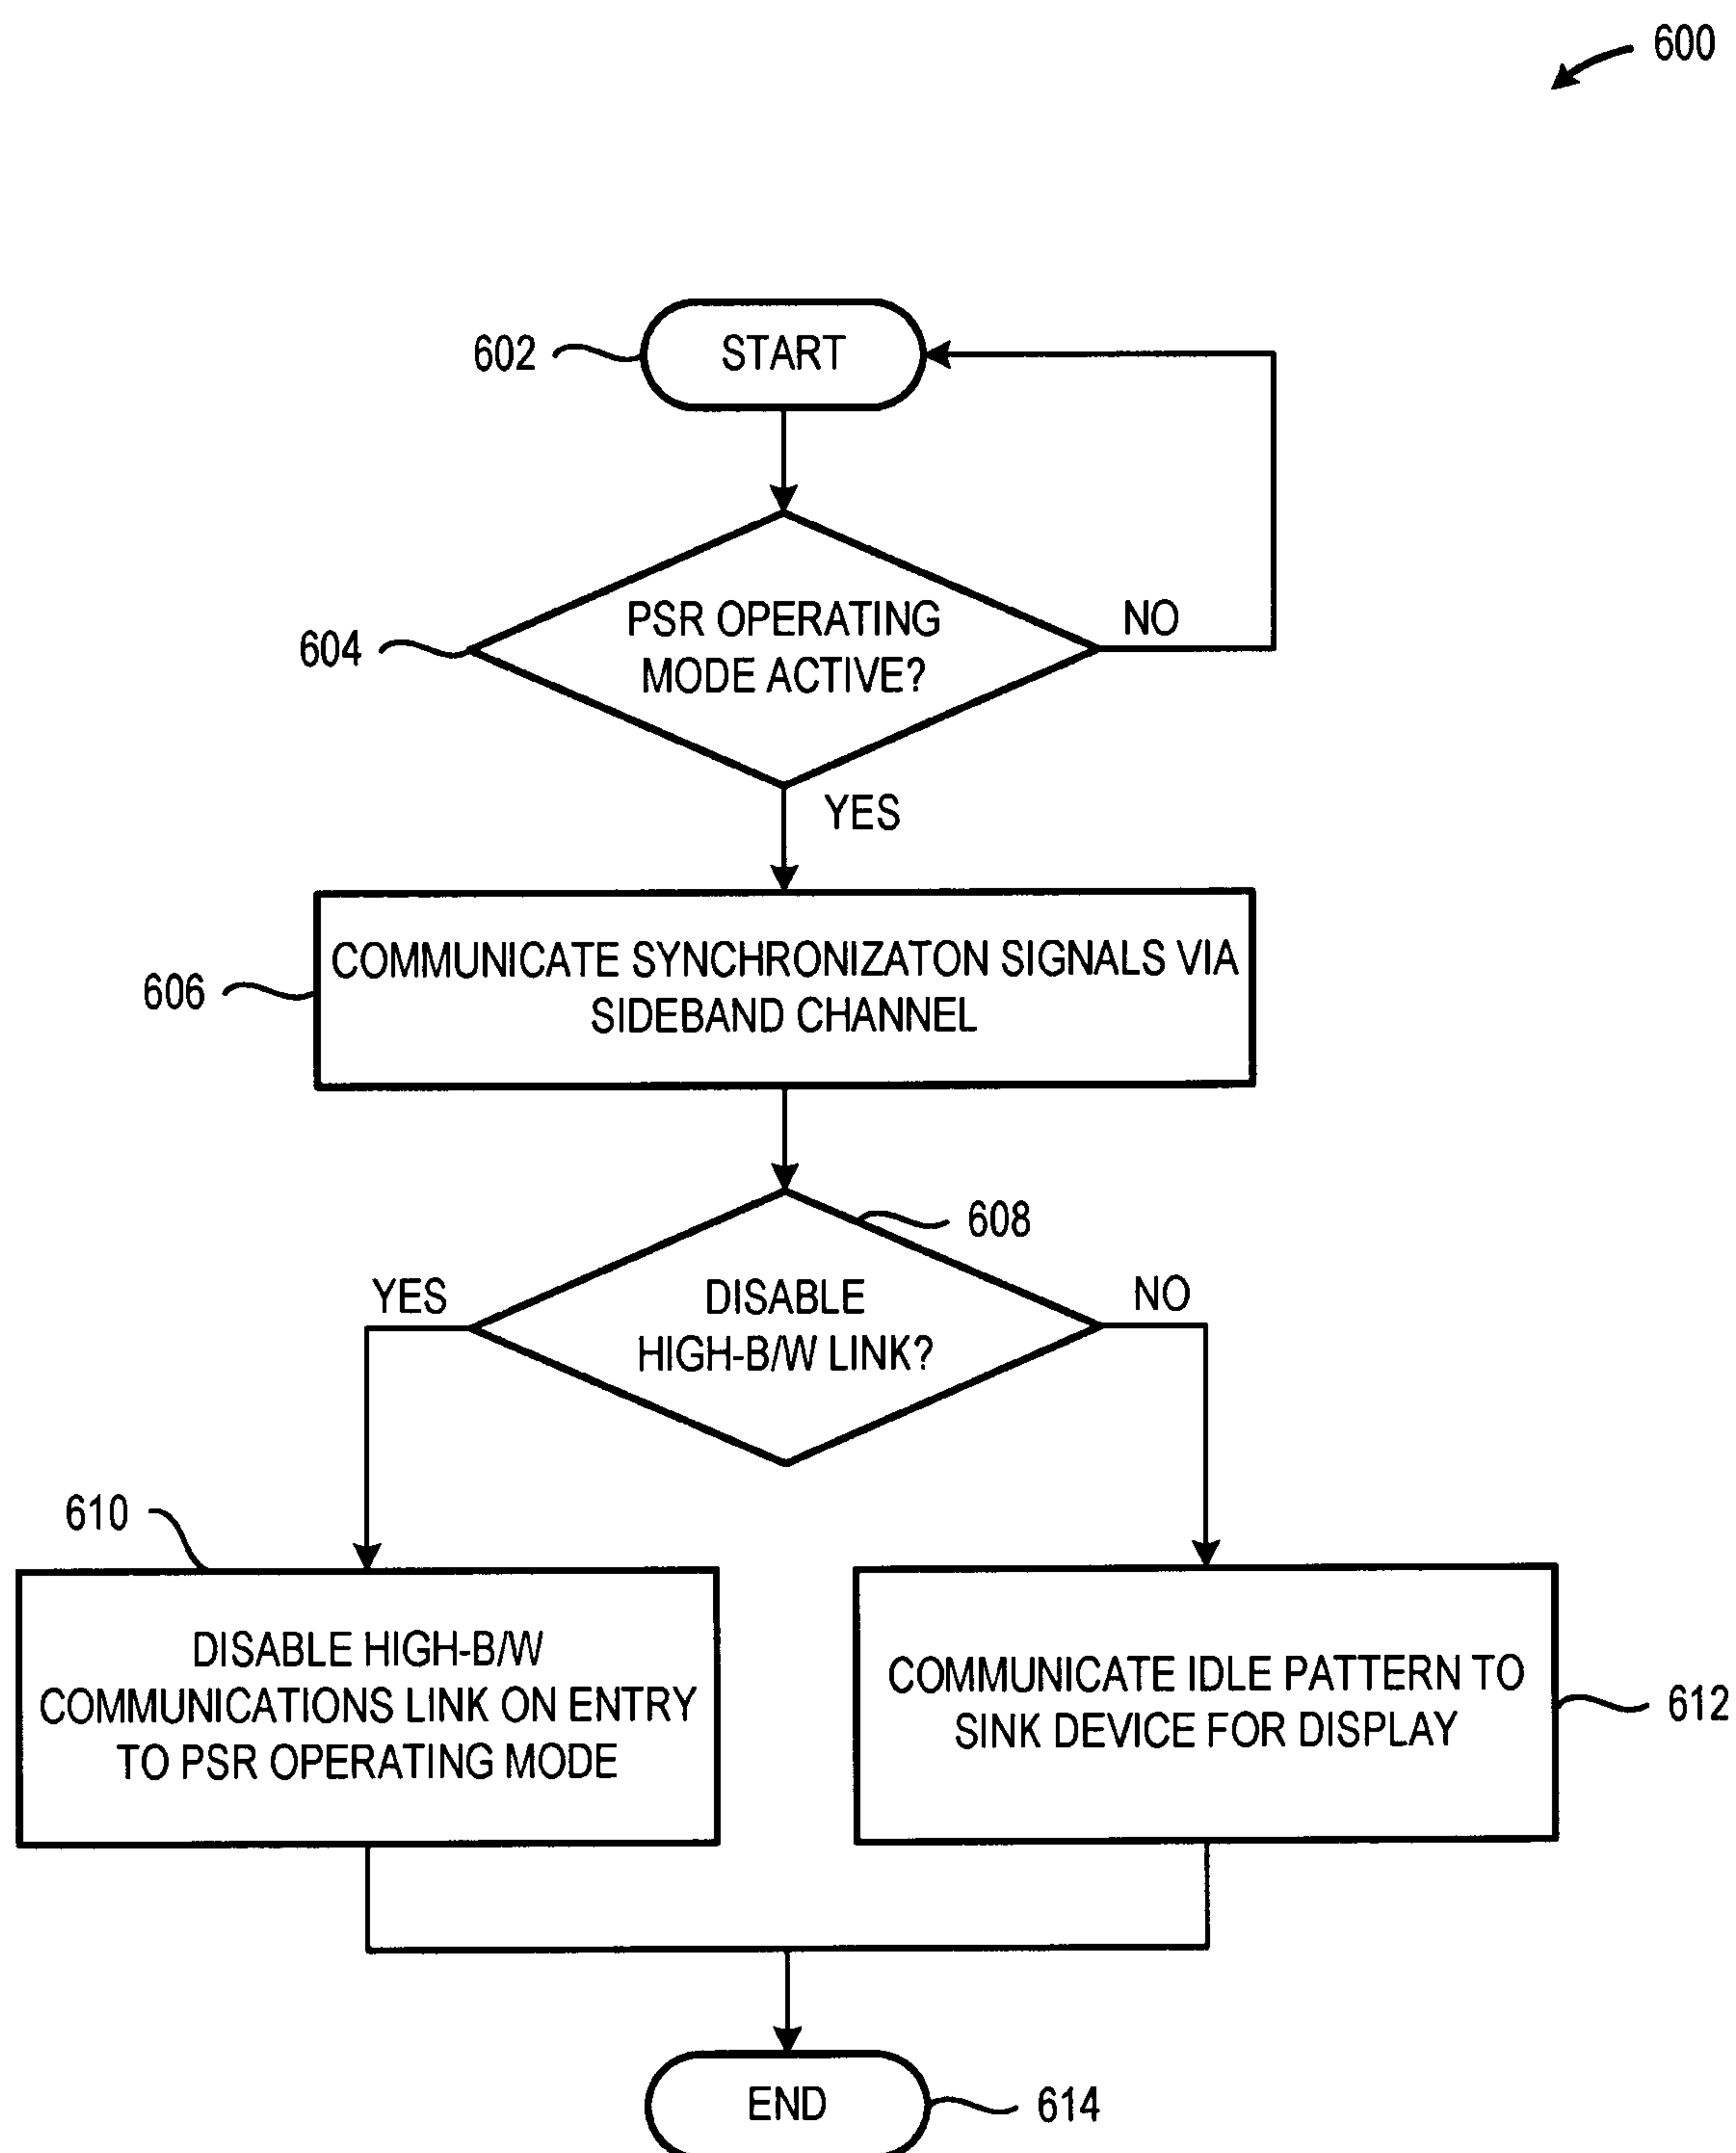 600
602
START
604
PSR OPERATING
MODE ACTIVE?
NO
YES
606
COMMUNICATE SYNCHRONIZATON SIGNALS VIA
SIDEBAND CHANNEL
608
YES
DISABLE
HIGH-B/W LINK?
NO
610
DISABLE HIGH-B/W
COMMUNICATIONS LINK ON ENTRY
TO PSR OPERATING MODE
COMMUNICATE IDLE PATTERN TO
SINK DEVICE FOR DISPLAY
612
END
614